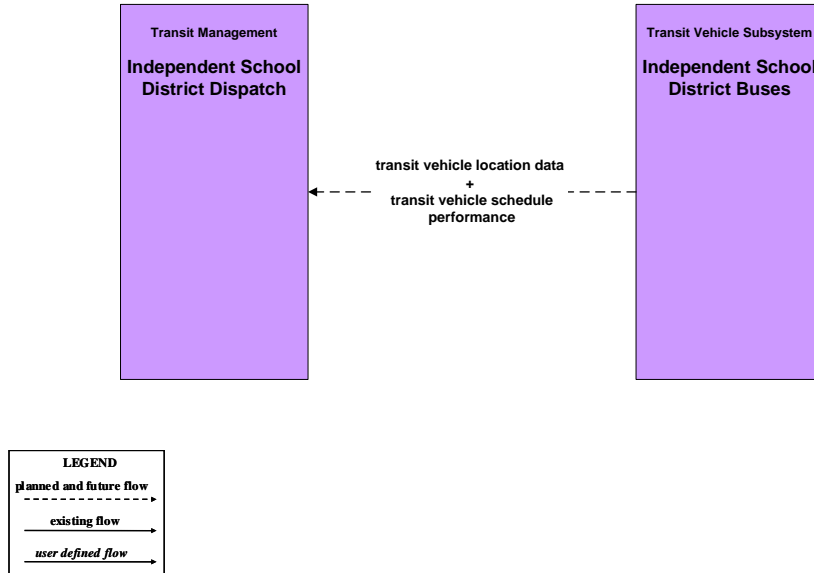 Transit Management
Independent School
District Dispatch
Transit Vehicle Subsystem
Independent School
District Buses
transit vehicle location data
+
transit vehicle schedule
performance
LEGEND
planned and future flow
existing flow
user defined flow